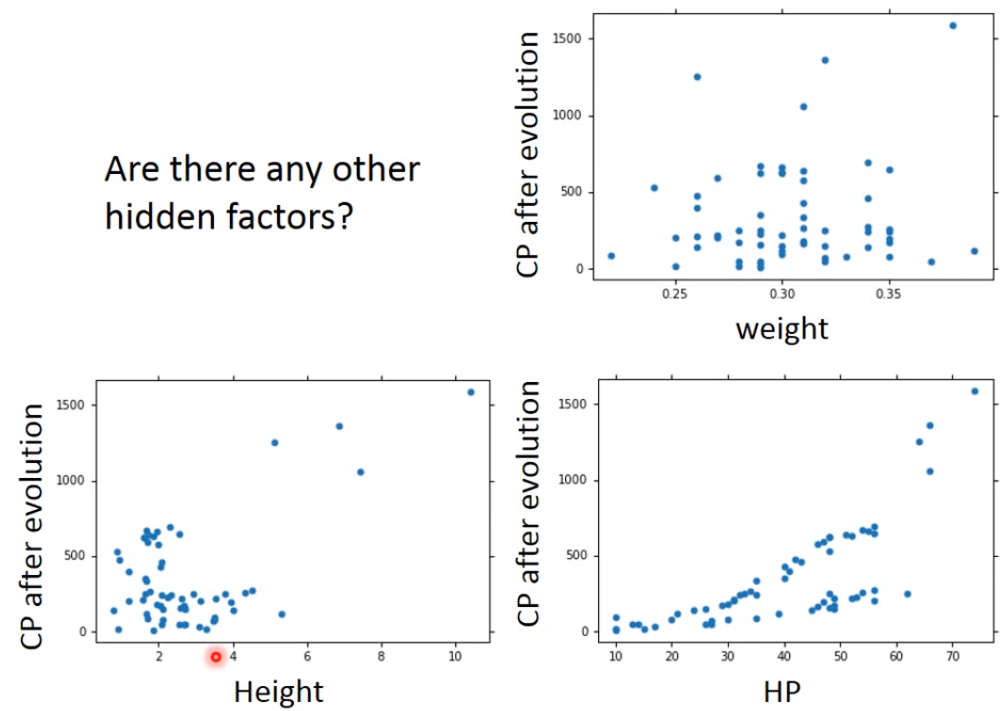 Are there any other
hidden factors?
CP after evolution
1500
1000
500
0
0.25 0.30 0.35
weight
CP after evolution
1500
1000
500
0
2 4 6 8 10
Height
CP after evolution
1500
1000
500
0
10 20 30 40 50 60 70
HP